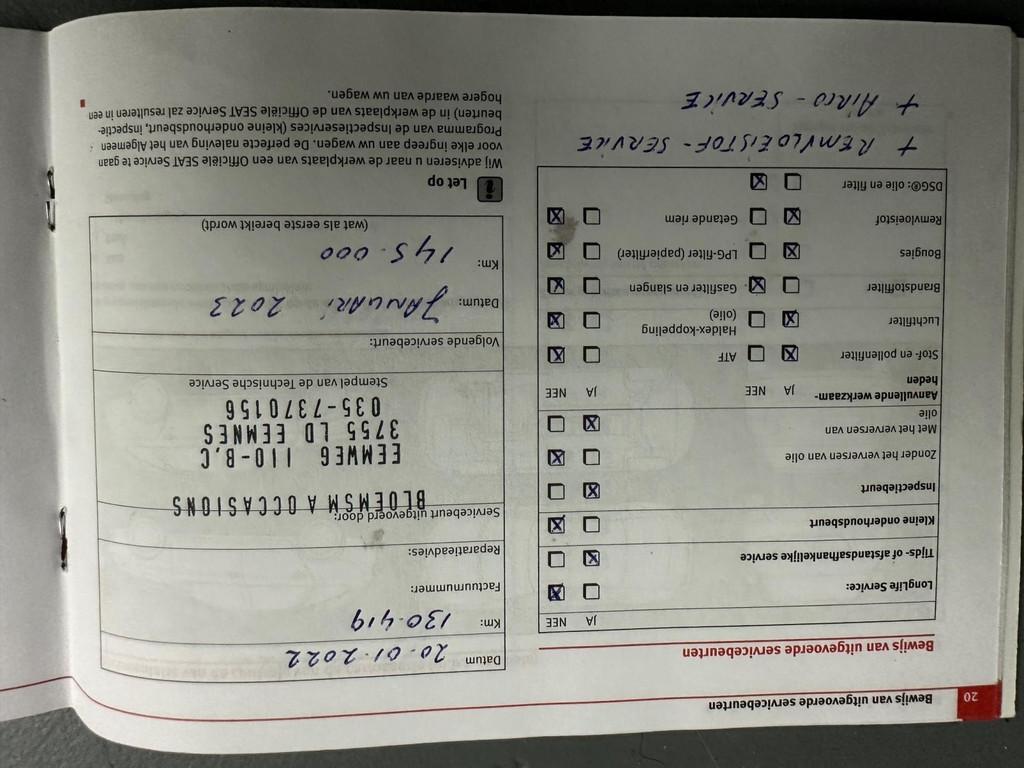 20
Bewijs van uitgevoerde servicebeurten
Bewijs van uitgevoerde servicebeurten
JA NEE
LongLife Service:
Tijds- of afstandsafhankelijke service
Kleine onderhoudsbeurt
Inspectiebeurt
Zonder het verversen van olie
Met het verversen van
olie
Aanvullende werkzaam-
heden
JA NEE JA NEE
Stof- en pollenfilter ATF
Luchtfilter Haldex-koppeling
(olie)
Brandstoffilter Gasfilter en slangen
Bougies LPG-filter (papierfilter)
Remvloeistof Getande riem
DSG®: olie en filter
+ REMVLOEISTOF - SERVICE
+ AIRCO - SERVICE
Datum 20.01.2022
Km: 130.419
Factuurnummer:
Reparatieadvies:
Servicebeurt uitgevoerd door:
BLOEMSMA OCCASIONS
EEMWEG 110-B.C
3755 LD EEMNES
035-7370156
Stempel van de Technische Service
Volgende servicebeurt:
Datum: JANUARI 2023
Km: 145.000
(wat als eerste bereikt wordt)
Let op
Wij adviseren u naar de werkplaats van een Officiële SEAT Service te gaan
voor elke ingreep aan uw wagen. De perfecte naleving van het Algemeen
Programma van de Inspectieservices (kleine onderhoudsbeurt, inspectie-
beurten) in de werkplaats van de Officiële SEAT Service zal resulteren in een
hogere waarde van uw wagen.